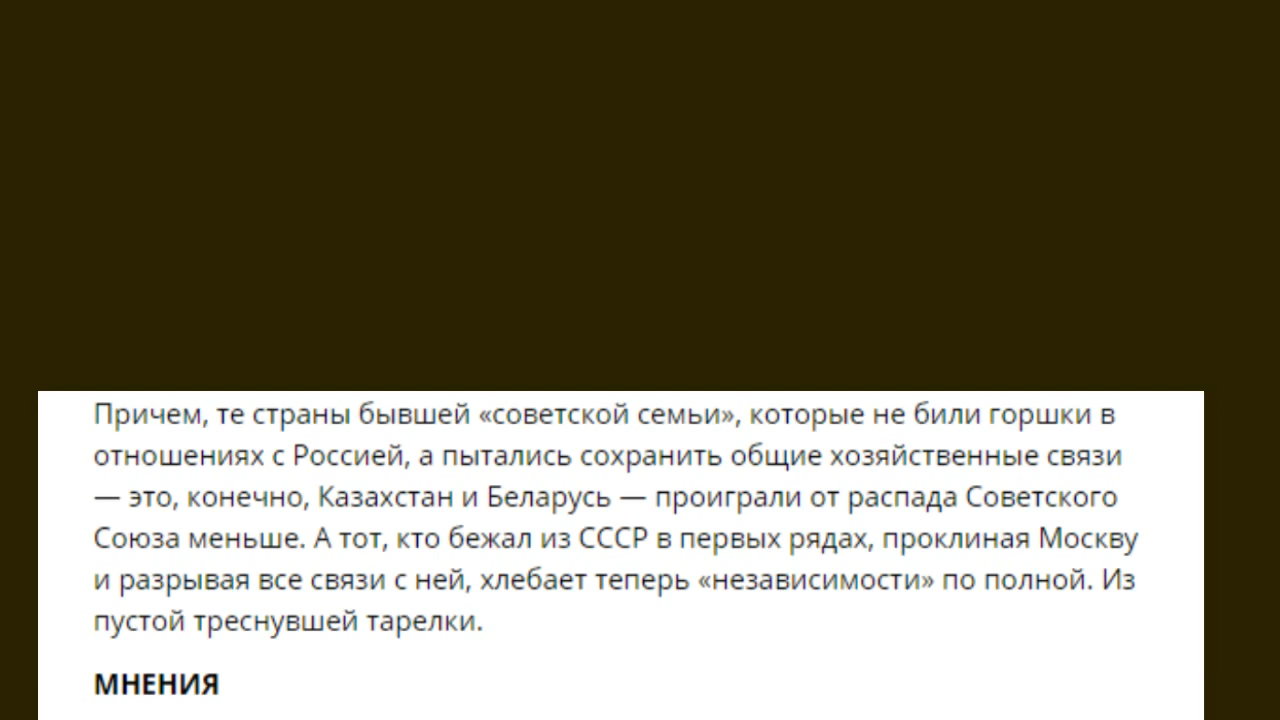 Причем, те страны бывшей «советской семьи», которые не били горшки в
отношениях с Россией, а пытались сохранить общие хозяйственные связи
— это, конечно, Казахстан и Беларусь — проиграли от распада Советского
Союза меньше. А тот, кто бежал из СССР в первых рядах, проклиная Москву
и разрывая все связи с ней, хлебает теперь «независимости» по полной. Из
пустой треснувшей тарелки.
МНЕНИЯ